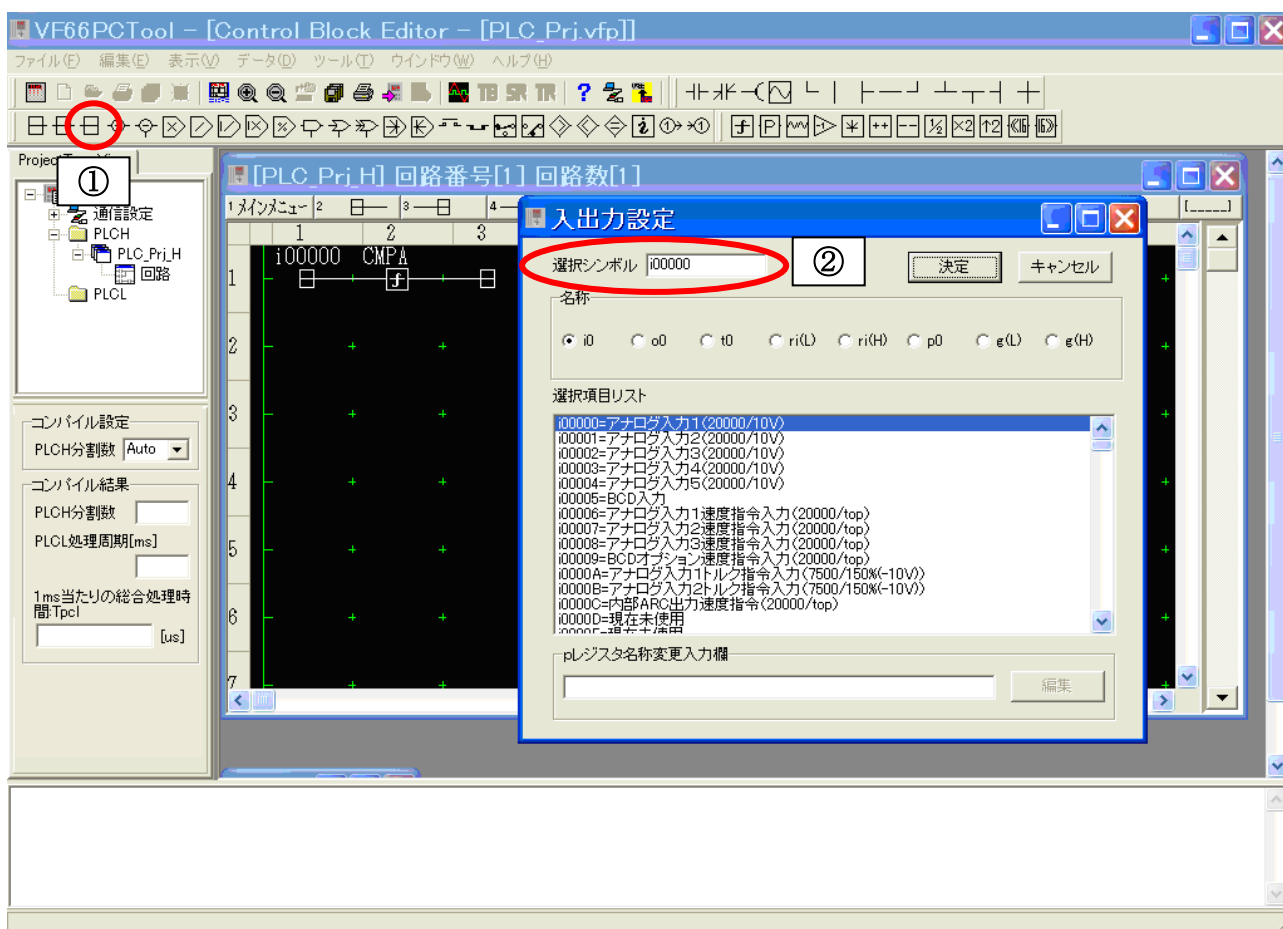 VF66PCTool - [Control Block Editor - [PLC_Prj.vfp]]
ファイル(F) 編集(E) 表示(V) データ(D) ツール(T) ウインドウ(W) ヘルプ(H)
TB SR TR ?
①
通信設定
PLCH
PLC_Prj_H
回路
PLCL
コンパイル設定
PLCH分割数 Auto
コンパイル結果
PLCH分割数
PLCL処理周期[ms]
1ms当たりの総合処理時
間:Tpcl
[us]
[PLC_Prj_H] 回路番号[1] 回路数[1]
1 メインメニュー 2 3 4 [_____]
1 2 3
i00000 CMPA
1 f
2
3
4
5
6
7
入出力設定
選択シンボル i00000 ② 決定 キャンセル
名称
i0 o0 t0 ri(L) ri(H) p0 g(L) g(H)
選択項目リスト
i00000=アナログ入力1(20000/10V)
i00001=アナログ入力2(20000/10V)
i00002=アナログ入力3(20000/10V)
i00003=アナログ入力4(20000/10V)
i00004=アナログ入力5(20000/10V)
i00005=BCD入力
i00006=アナログ入力1速度指令入力(20000/top)
i00007=アナログ入力2速度指令入力(20000/top)
i00008=アナログ入力3速度指令入力(20000/top)
i00009=BCDオプション速度指令入力(20000/top)
i0000A=アナログ入力1トルク指令入力(7500/150%(-10V))
i0000B=アナログ入力2トルク指令入力(7500/150%(-10V))
i0000C=内部ARC出力速度指令(20000/top)
i0000D=現在未使用
pレジスタ名称変更入力欄
編集